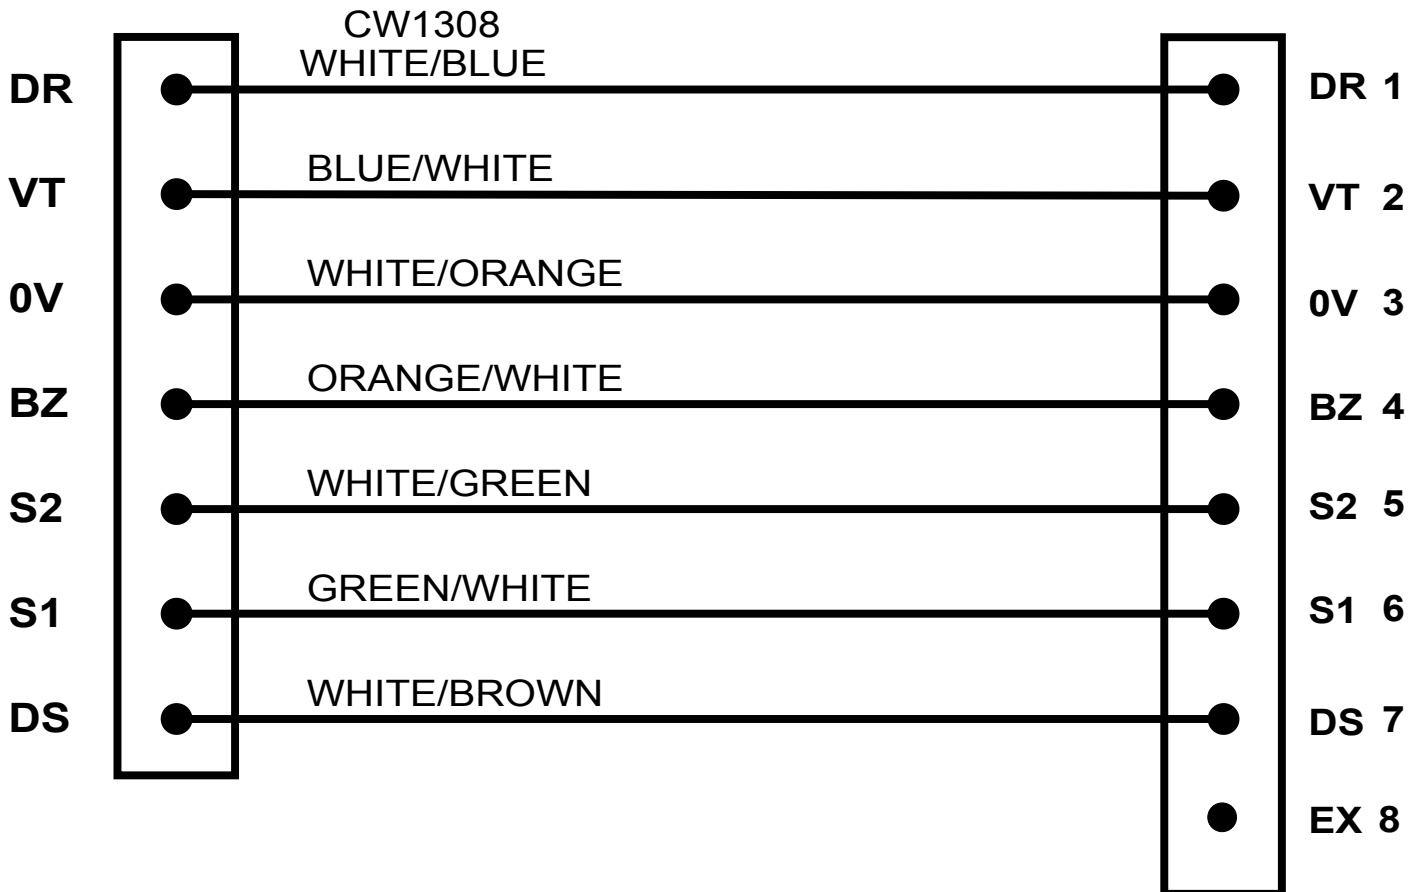 CW1308
DR WHITE/BLUE DR 1
VT BLUE/WHITE VT 2
0V WHITE/ORANGE 0V 3
BZ ORANGE/WHITE BZ 4
S2 WHITE/GREEN S2 5
S1 GREEN/WHITE S1 6
DS WHITE/BROWN DS 7
EX 8